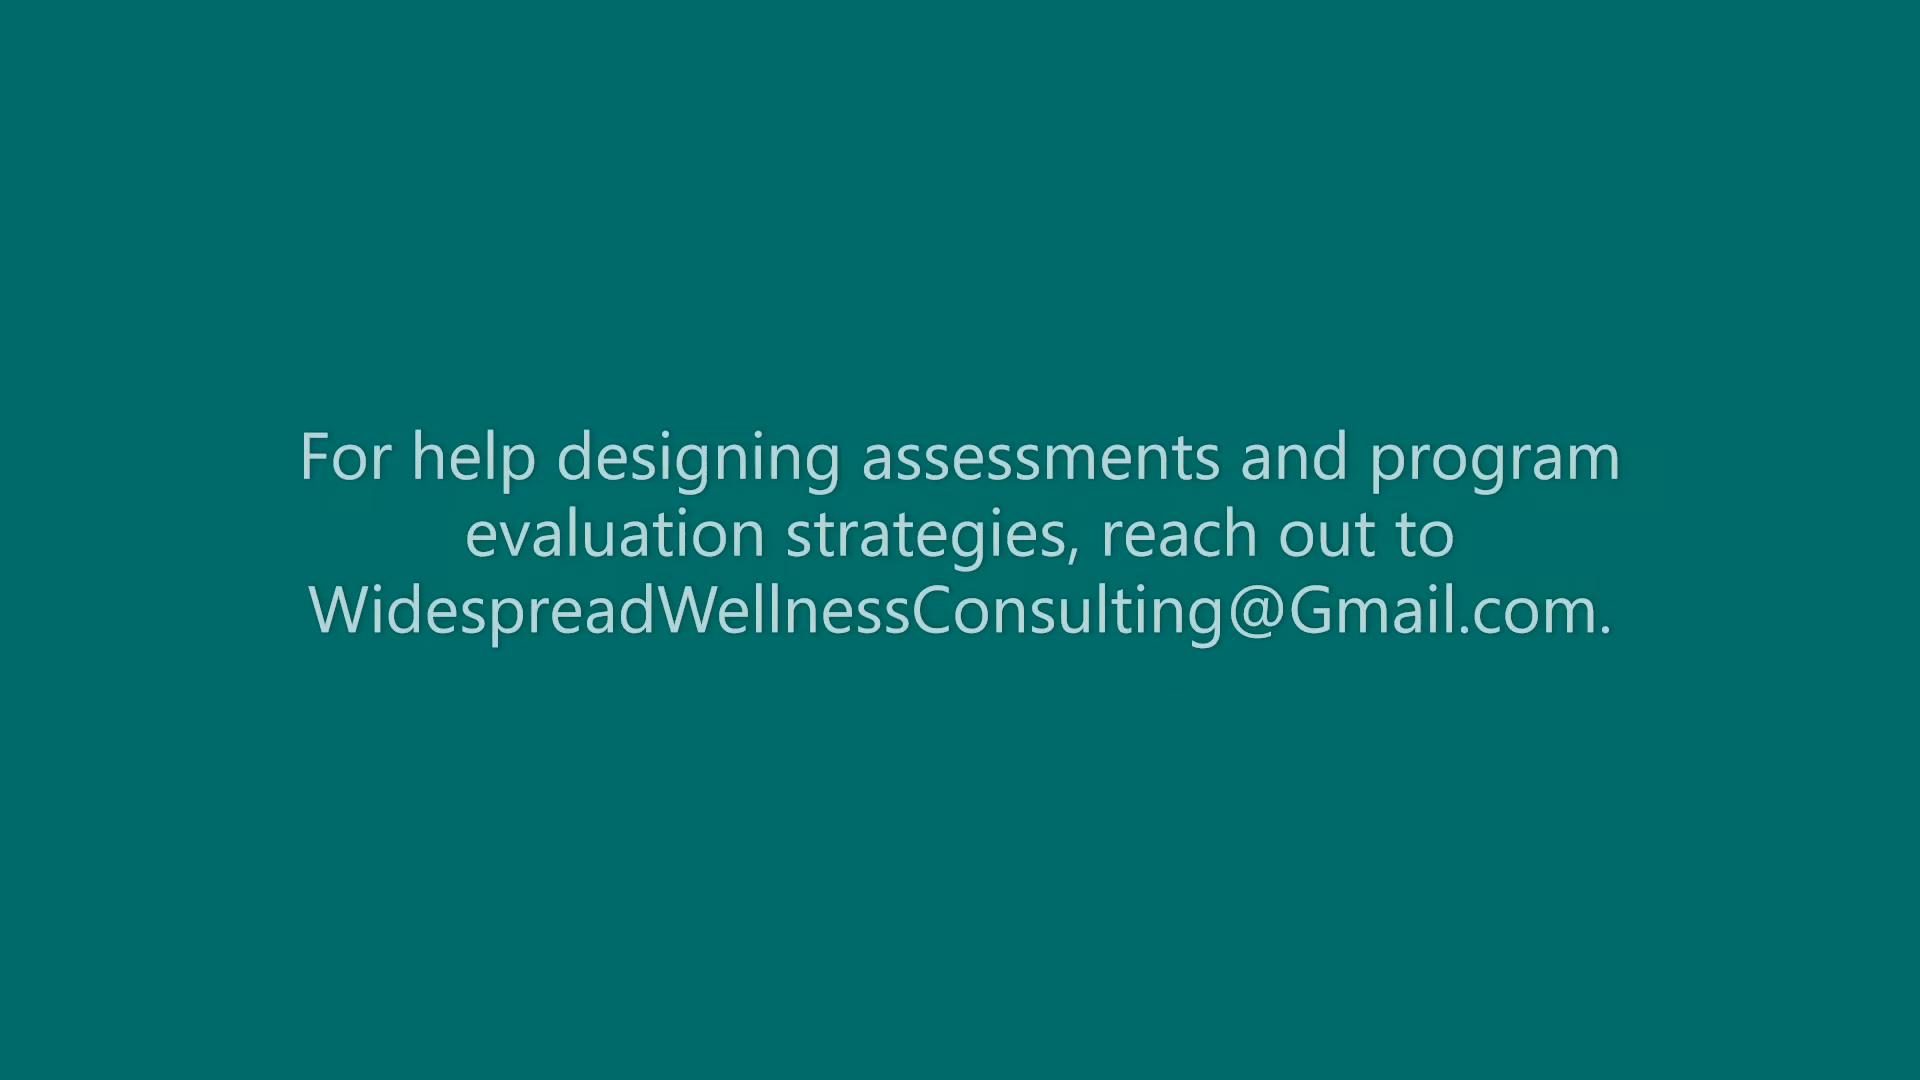 For help designing assessments and program
evaluation strategies, reach out to
WidespreadWellnessConsulting@Gmail.com.